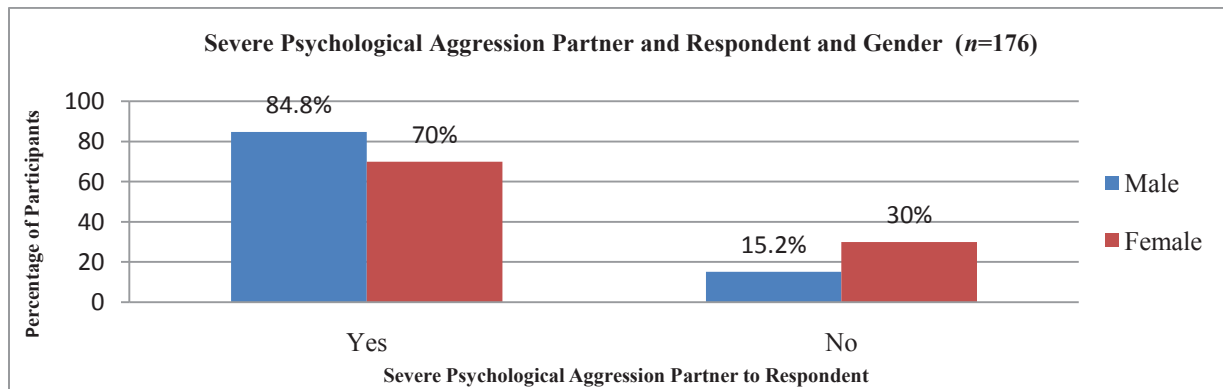 Severe Psychological Aggression Partner and Respondent and Gender (n=176)
Percentage of Participants
100
80
60
40
20
0
84.8%
70%
15.2%
30%
Yes
No
Severe Psychological Aggression Partner to Respondent
Male
Female